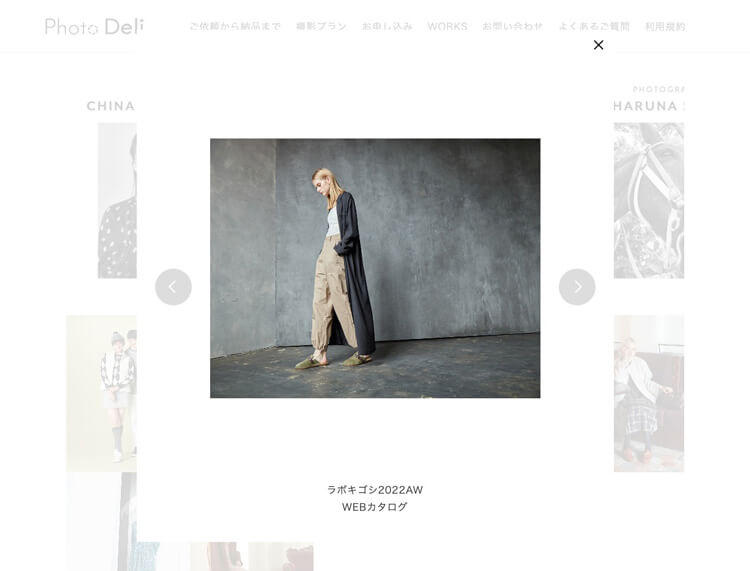 Photo Deli
ご依頼から納品まで 撮影プラン お申し込み WORKS お問い合わせ よくあるご質問 利用規約
PHOTOGRA
CHINA
HARUNA
ラボキゴシ2022AW
WEBカタログ